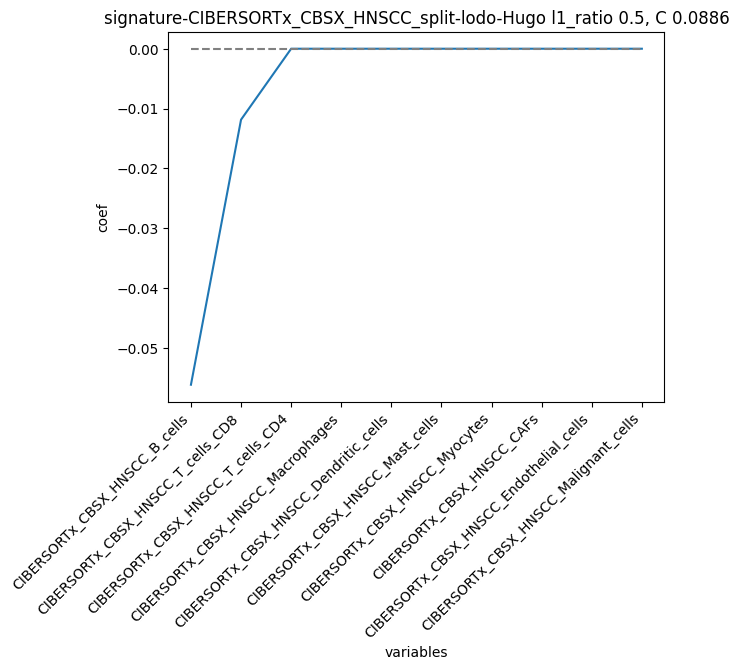 signature-CIBERSORTx_CBSX_HNSCC_split-lodo-Hugo l1_ratio 0.5, C 0.0886
0.00
−0.01
−0.02
−0.03
−0.04
−0.05
coef
CIBERSORTx_CBSX_HNSCC_B_cells
CIBERSORTx_CBSX_HNSCC_T_cells_CD8
CIBERSORTx_CBSX_HNSCC_T_cells_CD4
CIBERSORTx_CBSX_HNSCC_Macrophages
CIBERSORTx_CBSX_HNSCC_Dendritic_cells
CIBERSORTx_CBSX_HNSCC_Mast_cells
CIBERSORTx_CBSX_HNSCC_Myocytes
CIBERSORTx_CBSX_HNSCC_CAFs
CIBERSORTx_CBSX_HNSCC_Endothelial_cells
CIBERSORTx_CBSX_HNSCC_Malignant_cells
variables